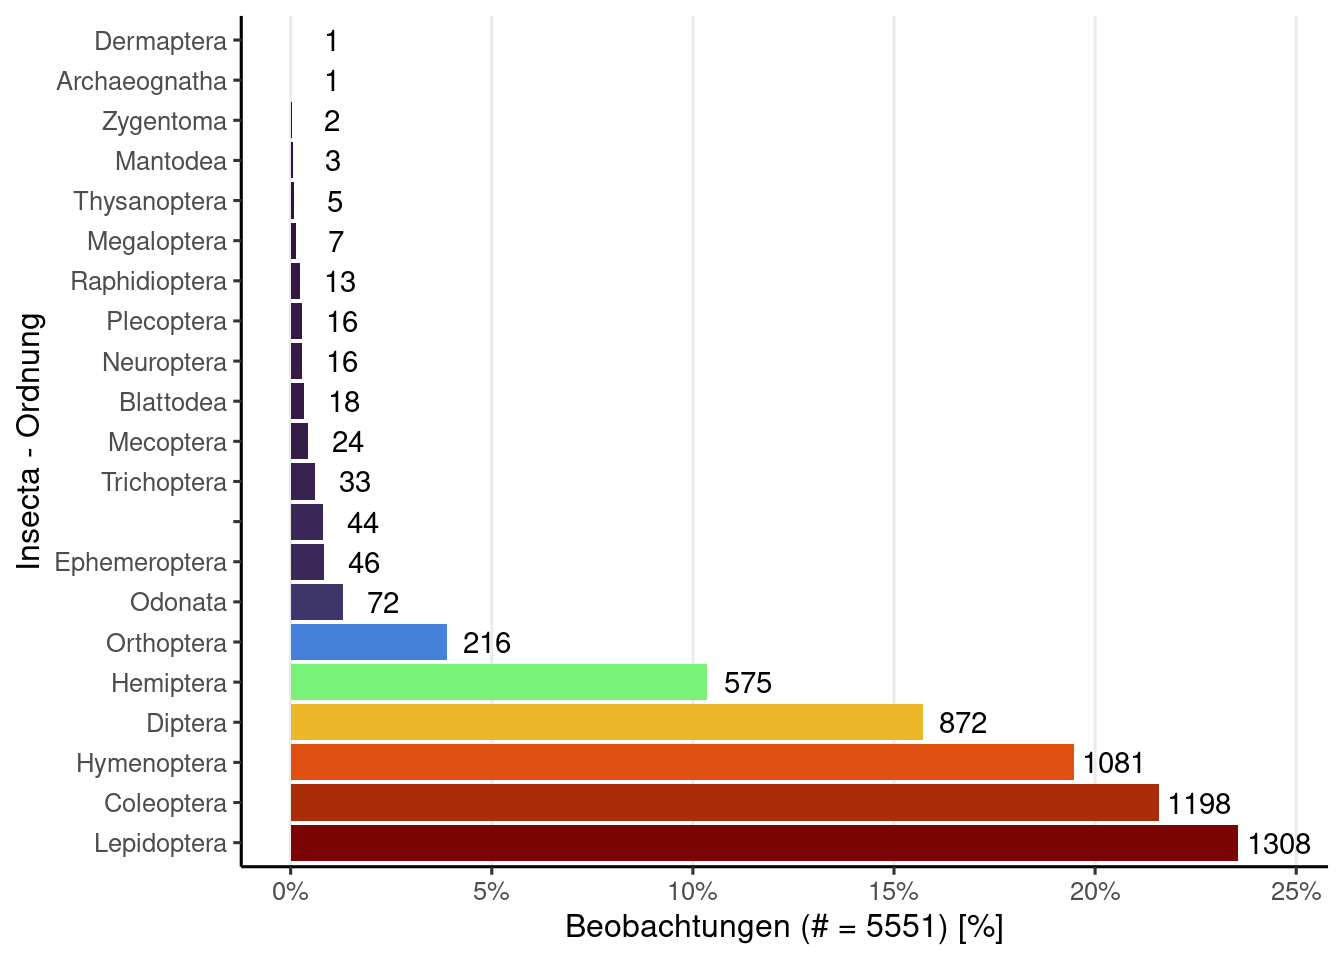 Dermaptera 1
Archaeognatha 1
Zygentoma 2
Mantodea 3
Thysanoptera 5
Megaloptera 7
Raphidioptera 13
Plecoptera 16
Neuroptera 16
Blattodea 18
Mecoptera 24
Trichoptera 33
44
Ephemeroptera 46
Odonata 72
Orthoptera 216
Hemiptera 575
Diptera 872
Hymenoptera 1081
Coleoptera 1198
Lepidoptera 1308
Insecta - Ordnung
0% 5% 10% 15% 20% 25%
Beobachtungen (# = 5551) [%]